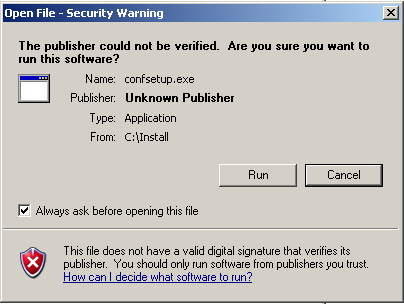 Open File - Security Warning
The publisher could not be verified.  Are you sure you want to
run this software?
Name: confsetup.exe
Publisher: Unknown Publisher
Type: Application
From: C:\Install
Run Cancel
Always ask before opening this file
This file does not have a valid digital signature that verifies its
publisher.  You should only run software from publishers you trust.
How can I decide what software to run?